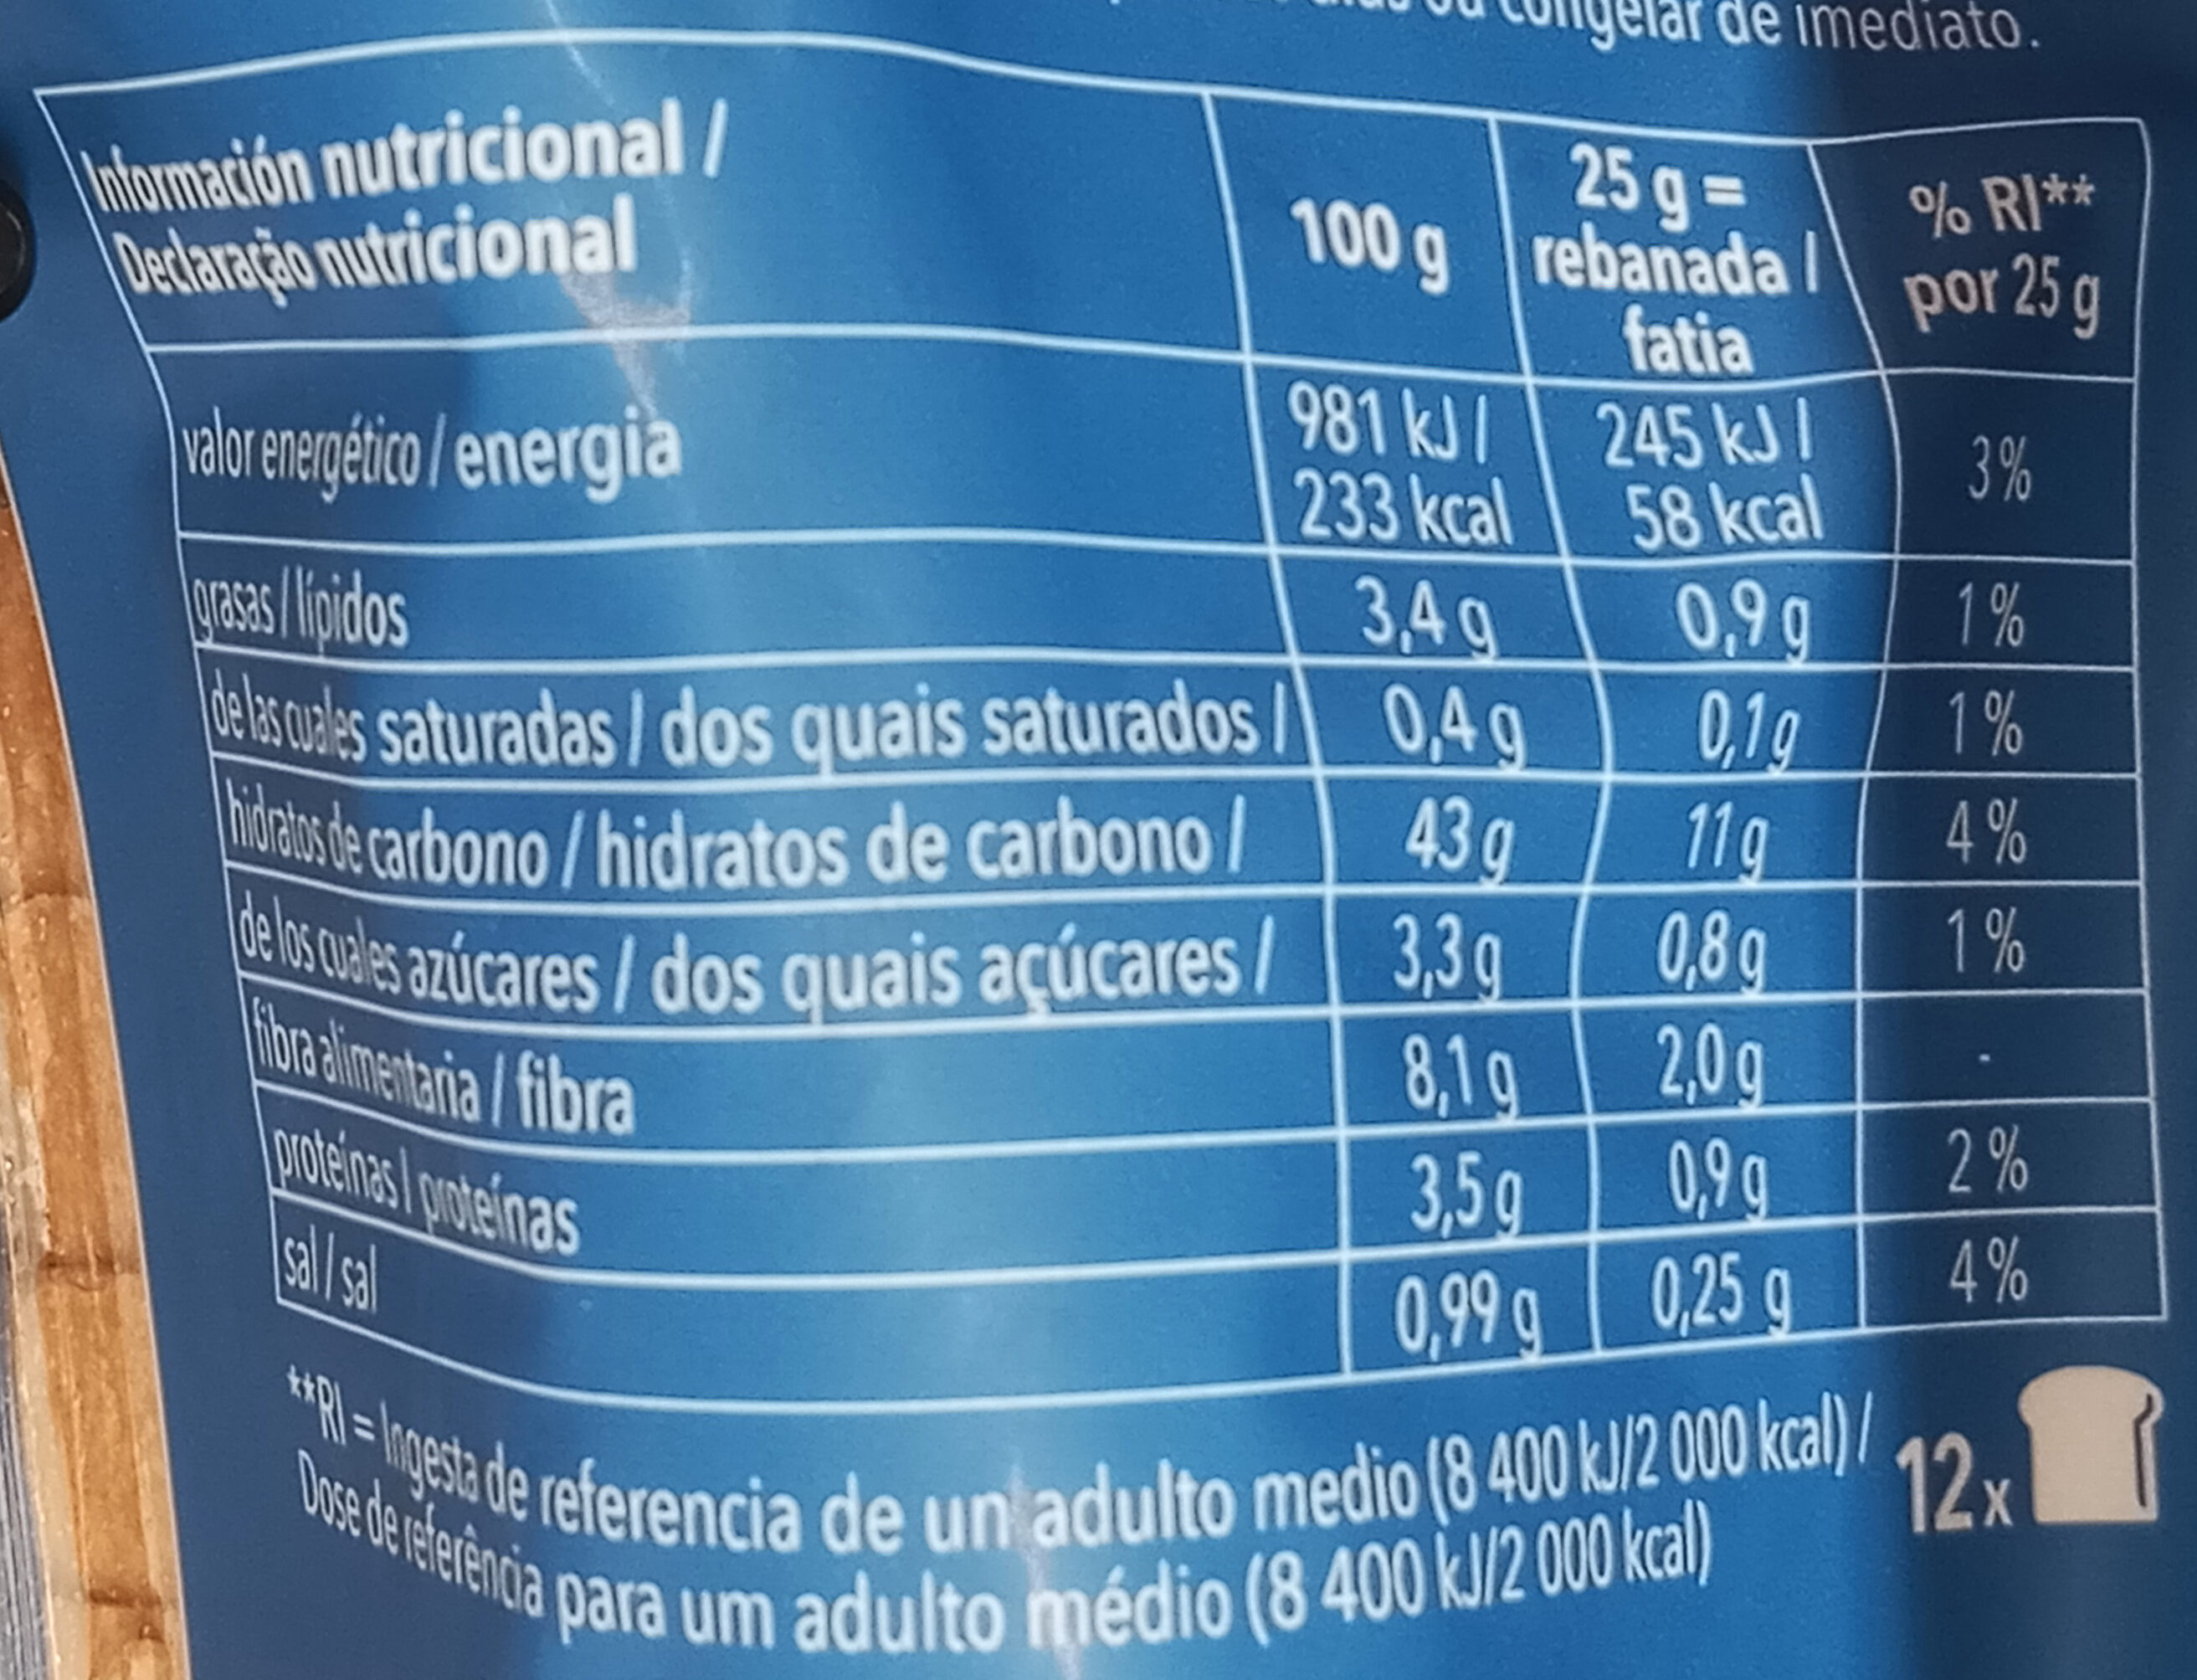 congelar de imediato.
Información nutricional /
Declaração nutricional
100 g
25 g =
rebanada /
fatia
% RI**
por 25 g
valor energético / energia
981 kJ /
233 kcal
245 kJ /
58 kcal
3%
grasas / lípidos 3,4 g 0,9 g 1%
de las cuales saturadas / dos quais saturados / 0,4 g 0,1 g 1%
hidratos de carbono / hidratos de carbono / 43 g 11 g 4%
de los cuales azúcares / dos quais açúcares / 3,3 g 0,8 g 1%
fibra alimentaria / fibra 8,1 g 2,0 g -
proteínas / proteínas 3,5 g 0,9 g 2%
sal / sal 0,99 g 0,25 g 4%
**RI = Ingesta de referencia de un adulto medio (8 400 kJ/2 000 kcal) /
Dose de referência para um adulto médio (8 400 kJ/2 000 kcal)
12x